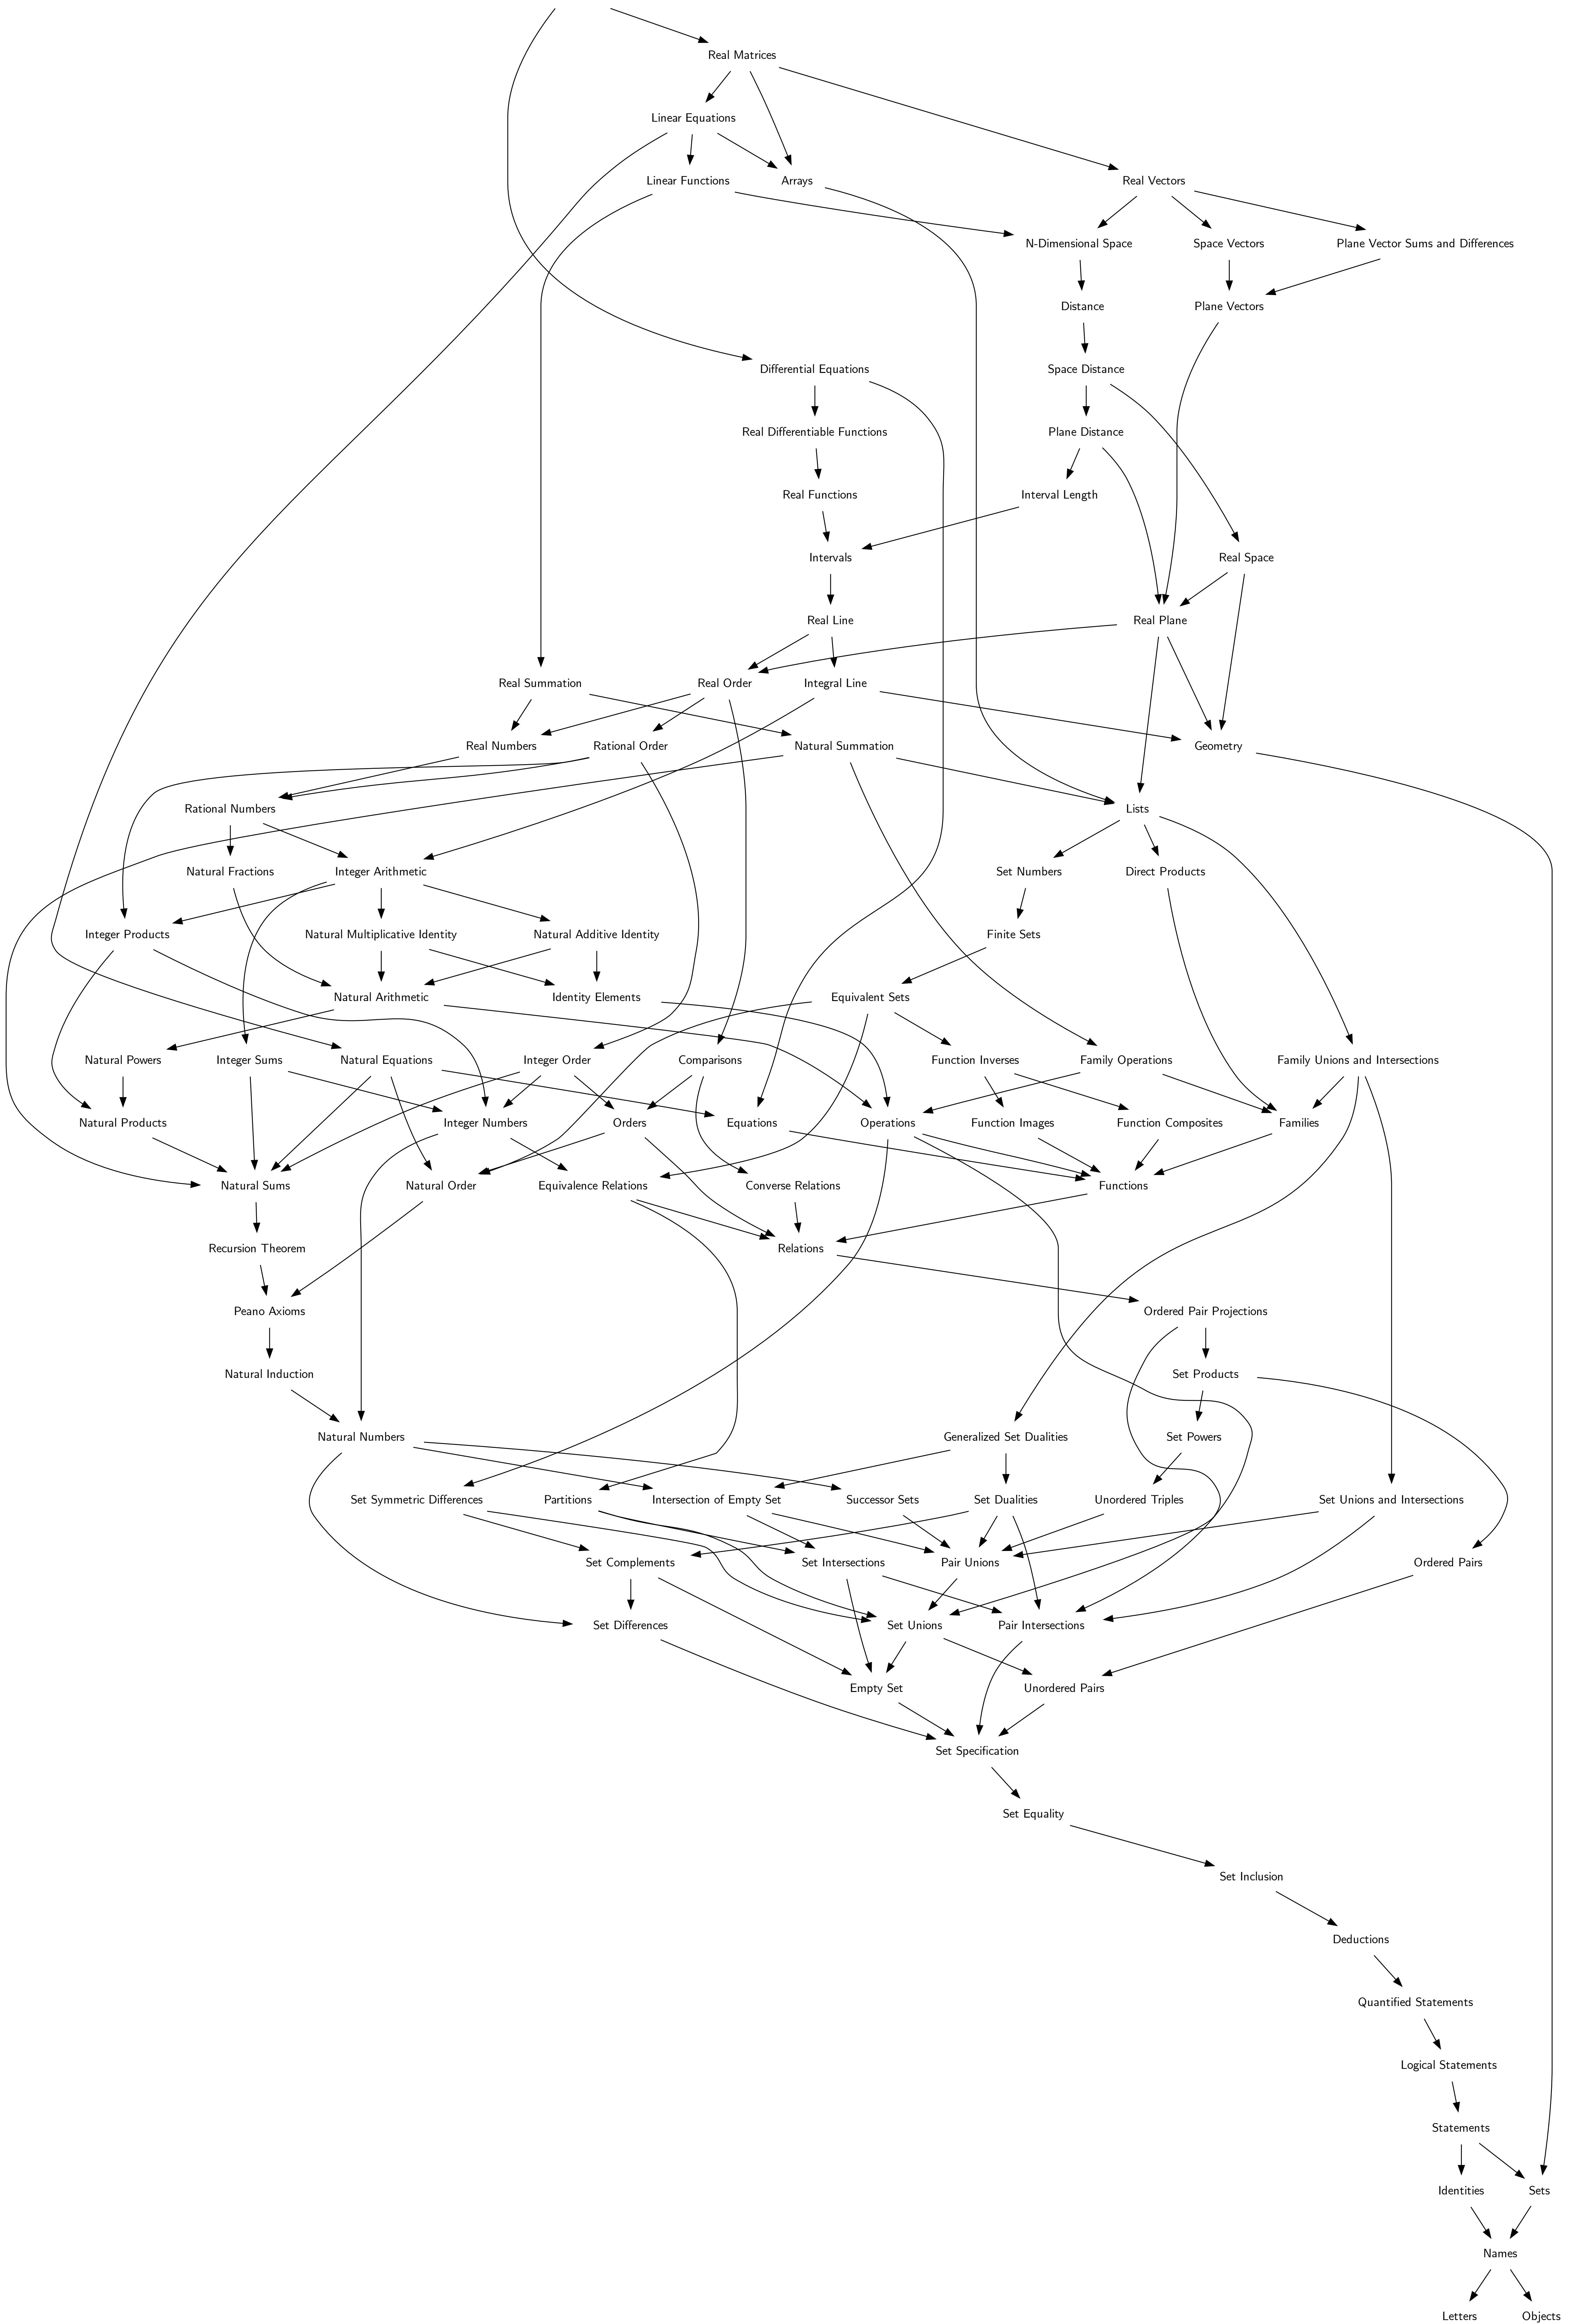 Real Matrices
Linear Equations
Linear Functions
Arrays
Real Vectors
N-Dimensional Space
Space Vectors
Plane Vector Sums and Differences
Distance
Plane Vectors
Differential Equations
Space Distance
Real Differentiable Functions
Plane Distance
Real Functions
Interval Length
Intervals
Real Space
Real Line
Real Plane
Real Summation
Real Order
Integral Line
Real Numbers
Rational Order
Natural Summation
Geometry
Rational Numbers
Lists
Natural Fractions
Integer Arithmetic
Set Numbers
Direct Products
Integer Products
Natural Multiplicative Identity
Natural Additive Identity
Finite Sets
Natural Arithmetic
Identity Elements
Equivalent Sets
Natural Powers
Integer Sums
Natural Equations
Integer Order
Comparisons
Function Inverses
Family Operations
Family Unions and Intersections
Natural Products
Integer Numbers
Orders
Equations
Operations
Function Images
Function Composites
Families
Natural Sums
Natural Order
Equivalence Relations
Converse Relations
Functions
Recursion Theorem
Relations
Peano Axioms
Ordered Pair Projections
Natural Induction
Set Products
Natural Numbers
Generalized Set Dualities
Set Powers
Set Symmetric Differences
Partitions
Intersection of Empty Set
Successor Sets
Set Dualities
Unordered Triples
Set Unions and Intersections
Set Complements
Set Intersections
Pair Unions
Ordered Pairs
Set Differences
Set Unions
Pair Intersections
Empty Set
Unordered Pairs
Set Specification
Set Equality
Set Inclusion
Deductions
Quantified Statements
Logical Statements
Statements
Identities
Sets
Names
Letters
Objects